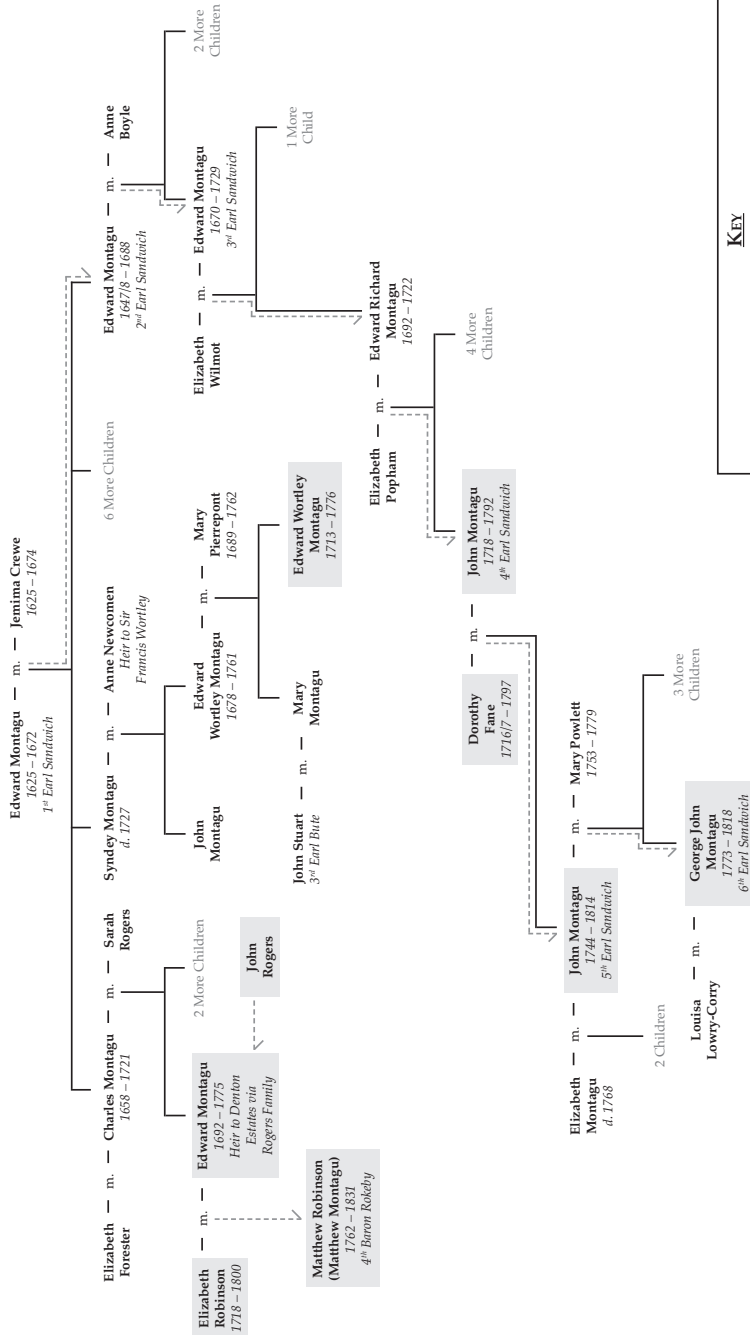 Edward Montagu — m. — Jemima Crewe
1625 – 1672
1st Earl Sandwich
1625 – 1674
Elizabeth — m. — Charles Montagu — m. — Sarah
Forester
1658 – 1721
Rogers
Syndey Montagu — m. — Anne Newcomen
d. 1727
Heir to Sir
Francis Wortley
6 More Children
Edward Montagu — m. — Anne
1647/8 – 1688
2nd Earl Sandwich
Boyle
Elizabeth — m. — Edward Montagu
Robinson
1718 – 1800
1692 – 1775
Heir to Denton
Estates via
Rogers Family
2 More Children
John
Rogers
John
Montagu
Edward — m. — Mary
Wortley Montagu
1678 – 1761
Pierrepont
1689 – 1762
Elizabeth — m. — Edward Montagu
Wilmot
1670 – 1729
3rd Earl Sandwich
2 More
Children
Matthew Robinson
(Matthew Montagu)
1762 – 1831
4th Baron Rokeby
John Stuart — m. — Mary
3rd Earl Bute
Montagu
Edward Wortley
Montagu
1713 – 1776
1 More
Child
Elizabeth — m. — Edward Richard
Popham
Montagu
1692 – 1722
Dorothy — m. — John Montagu
Fane
1716/7 – 1797
1718 – 1792
4th Earl Sandwich
4 More
Children
Elizabeth — m. — John Montagu — m. — Mary Powlett
Montagu
d. 1768
1744 – 1814
5th Earl Sandwich
1753 – 1779
2 Children
Louisa — m. — George John
Lowry-Corry
Montagu
1773 – 1818
6th Earl Sandwich
3 More
Children
KEY